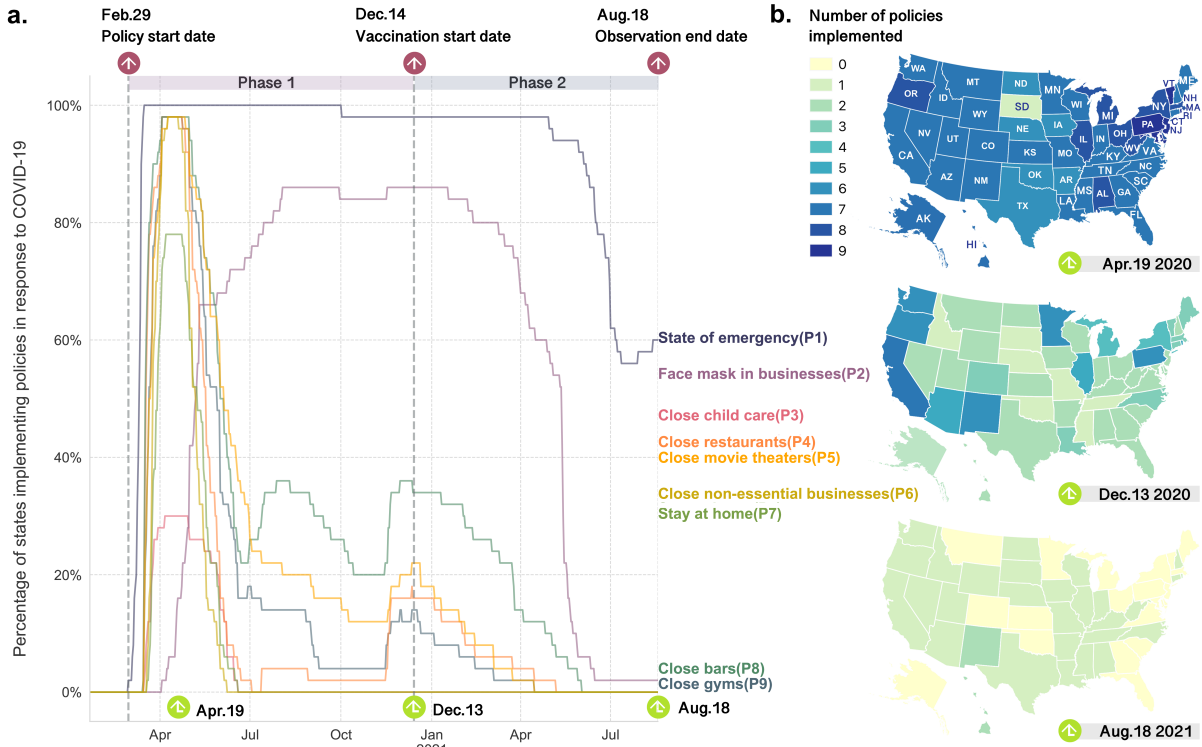 a.
Feb.29
Policy start date
Dec.14
Vaccination start date
Aug.18
Observation end date
Phase 1
Phase 2
Percentage of states implementing policies in response to COVID-19
100%
80%
60%
40%
20%
0%
State of emergency(P1)
Face mask in businesses(P2)
Close child care(P3)
Close restaurants(P4)
Close movie theaters(P5)
Close non-essential businesses(P6)
Stay at home(P7)
Close bars(P8)
Close gyms(P9)
Apr.19
Dec.13
Aug.18
Apr
Jul
Oct
Jan
2021
Apr
Jul
b.
Number of policies
implemented
0
1
2
3
4
5
6
7
8
9
WA
OR
CA
NV
ID
MT
WY
UT
AZ
CO
NM
ND
SD
NE
KS
OK
TX
MN
IA
MO
AR
LA
WI
IL
IN
MI
OH
KY
TN
MS
AL
GA
FL
SC
NC
VA
WV
PA
NY
VT
ME
NH
MA
RI
CT
NJ
AK
HI
Apr.19 2020
Dec.13 2020
Aug.18 2021